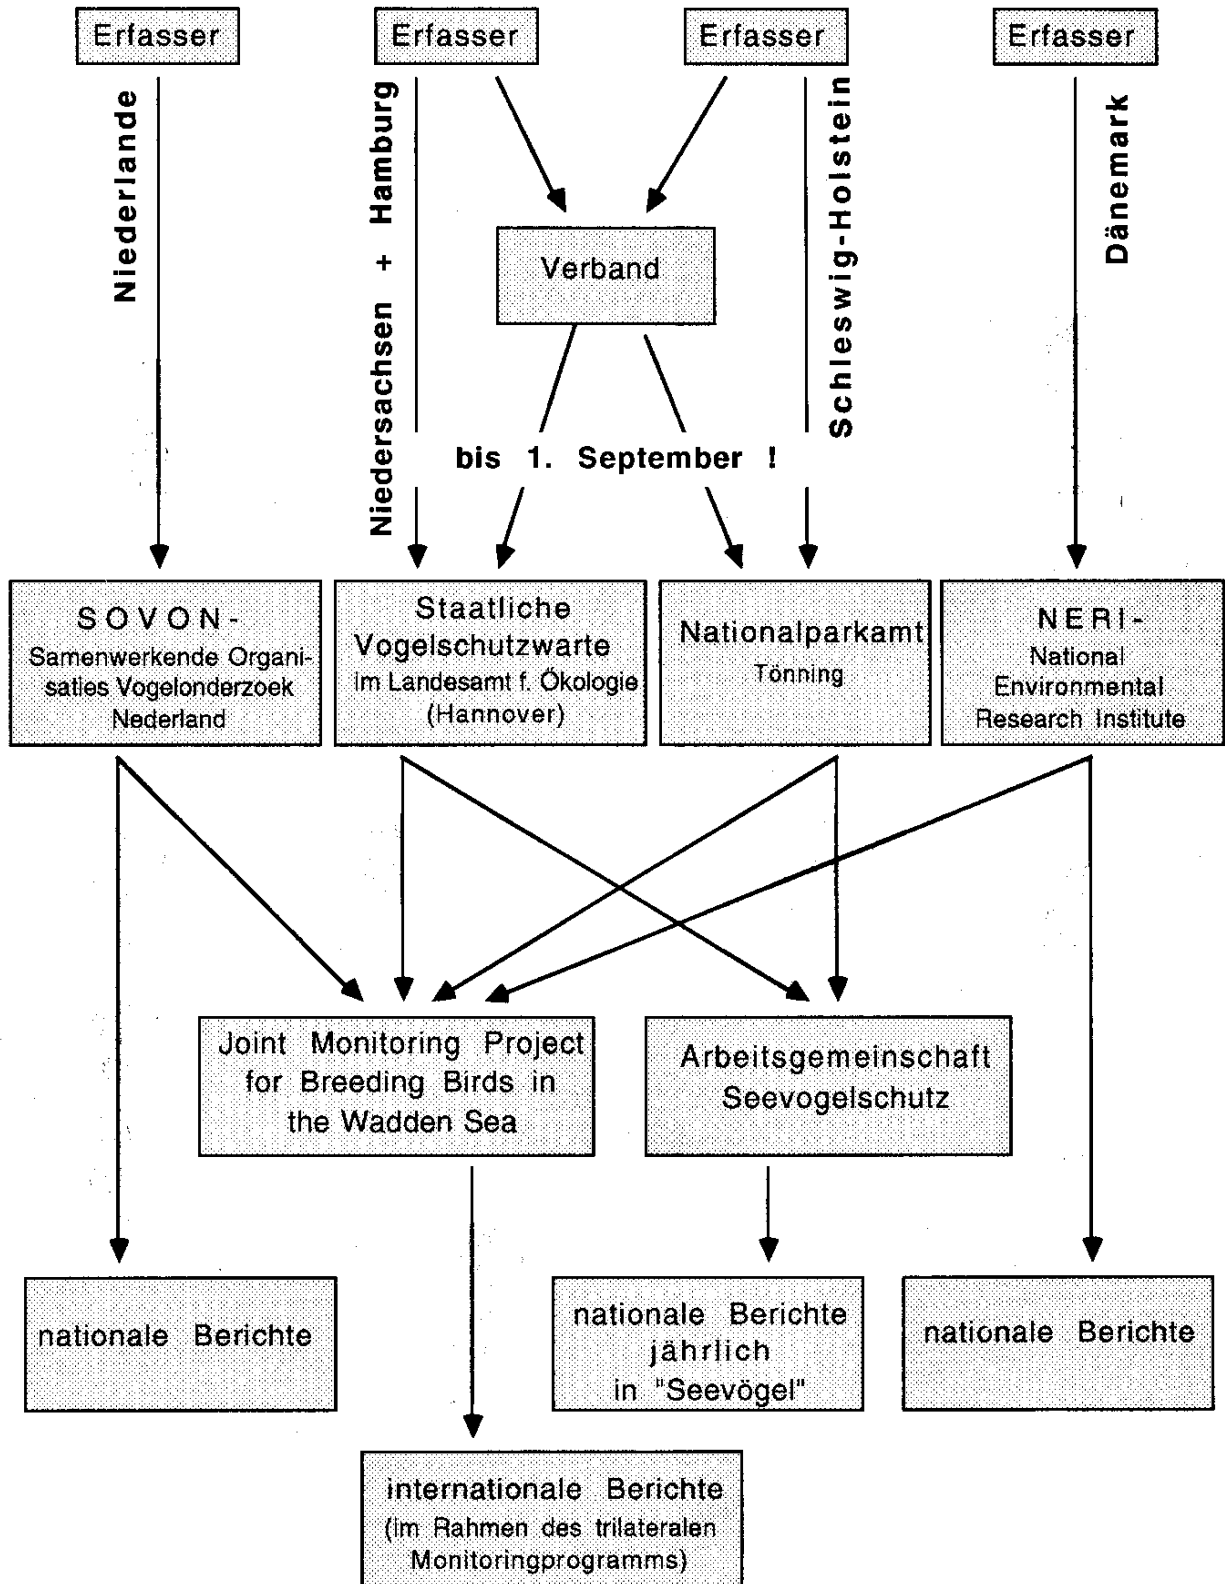 Erfasser
Erfasser
Erfasser
Erfasser
Niederlande
Niedersachsen + Hamburg
Schleswig-Holstein
Dänemark
Verband
bis 1. September !
SOVON-
Samenwerkende Organi-
saties Vogelonderzoek
Nederland
Staatliche
Vogelschutzwarte
im Landesamt f. Ökologie
(Hannover)
Nationalparkamt
Tönning
NERI-
National
Environmental
Research Institute
Joint Monitoring Project
for Breeding Birds in
the Wadden Sea
Arbeitsgemeinschaft
Seevogelschutz
nationale Berichte
nationale Berichte
jährlich
in "Seevögel"
nationale Berichte
internationale Berichte
(im Rahmen des trilateralen
Monitoringprogramms)